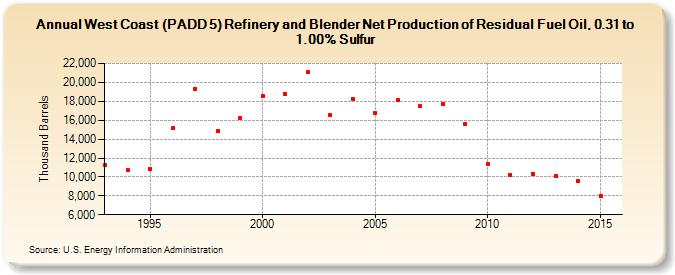 Annual West Coast (PADD 5) Refinery and Blender Net Production of Residual Fuel Oil, 0.31 to
1.00% Sulfur
Thousand Barrels
22,000
20,000
18,000
16,000
14,000
12,000
10,000
8,000
6,000
1995 2000 2005 2010 2015
Source: U.S. Energy Information Administration